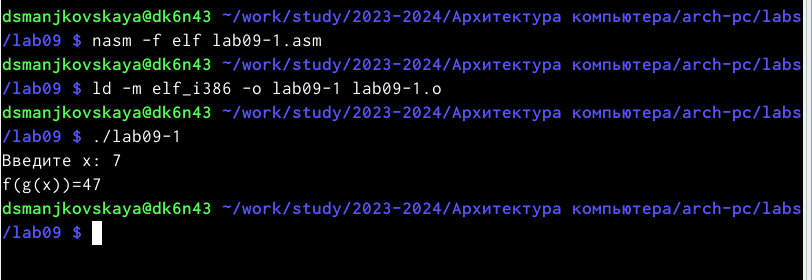 dsmanjkovskaya@dk6n43 ~/work/study/2023-2024/Архитектура компьютера/arch-pc/labs
/lab09 $ nasm -f elf lab09-1.asm
dsmanjkovskaya@dk6n43 ~/work/study/2023-2024/Архитектура компьютера/arch-pc/labs
/lab09 $ ld -m elf_i386 -o lab09-1 lab09-1.o
dsmanjkovskaya@dk6n43 ~/work/study/2023-2024/Архитектура компьютера/arch-pc/labs
/lab09 $ ./lab09-1
Введите x: 7
f(g(x))=47
dsmanjkovskaya@dk6n43 ~/work/study/2023-2024/Архитектура компьютера/arch-pc/labs
/lab09 $